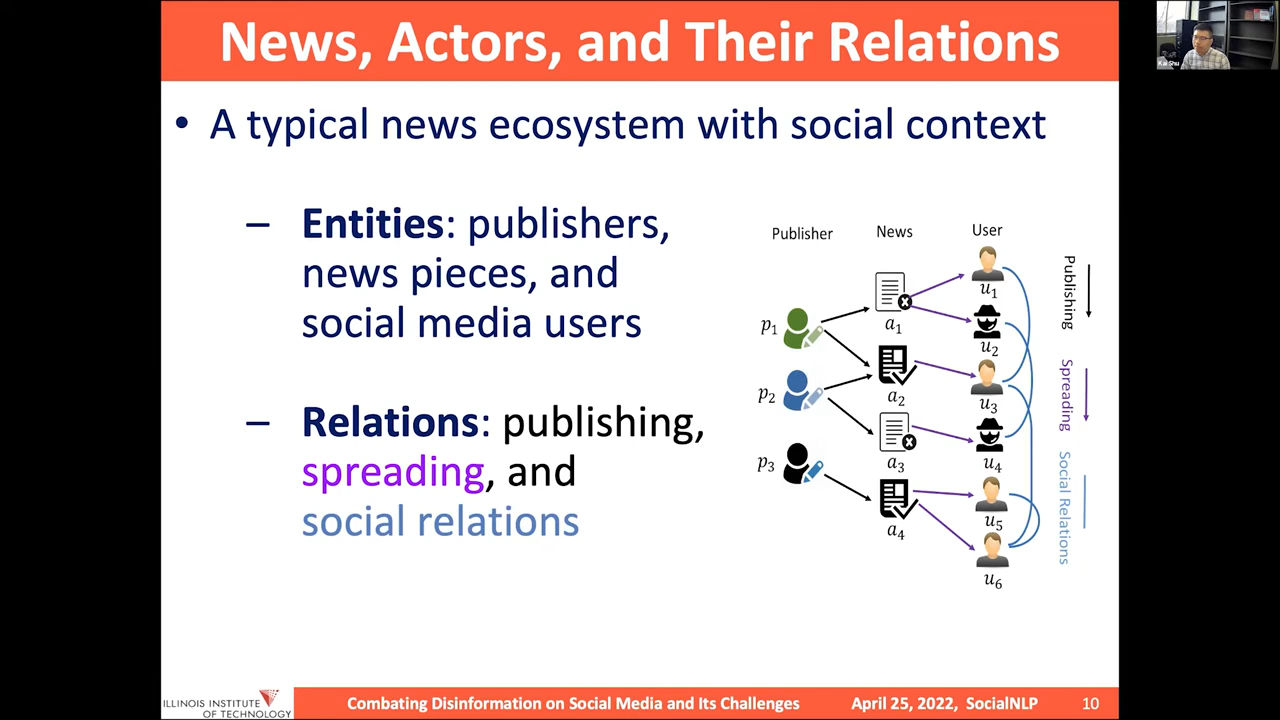 News, Actors, and Their Relations
Kai Shu
• A typical news ecosystem with social context
– Entities: publishers,
news pieces, and
social media users
– Relations: publishing,
spreading, and
social relations
Publisher
News
User
p1
p2
p3
a1
a2
a3
a4
u1
u2
u3
u4
u5
u6
Publishing
Spreading
Social Relations
ILLINOIS INSTITUTE
OF TECHNOLOGY
Combating Disinformation on Social Media and Its Challenges
April 25, 2022, SocialNLP
10